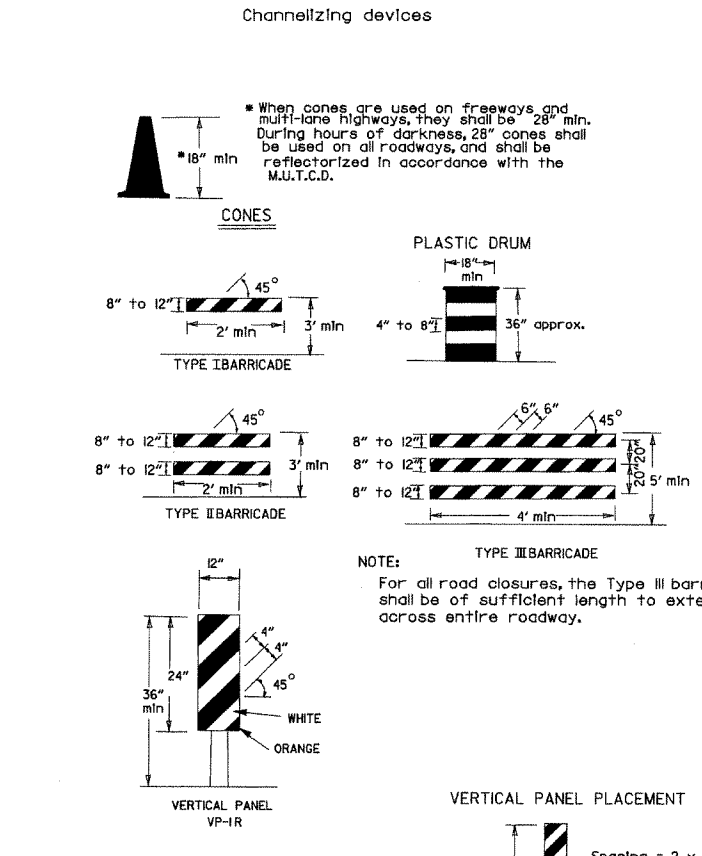 Channelizing devices
* When cones are used on freeways and
multi-lane highways, they shall be 28" min.
During hours of darkness, 28" cones shall
be used on all roadways, and shall be
reflectorized in accordance with the
M.U.T.C.D.
*18" min
CONES
PLASTIC DRUM
18"
min
4" to 8"
36" approx.
45°
8" to 12"
2' min
3' min
TYPE I BARRICADE
45°
8" to 12"
8" to 12"
2' min
3' min
TYPE II BARRICADE
6" 6"
45°
8" to 12"
8" to 12"
8" to 12"
20"
20"
5' min
4' min
TYPE III BARRICADE
NOTE:
For all road closures, the Type III
shall be of sufficient length to
across entire roadway.
12"
4"
4"
45°
24"
36"
min
WHITE
ORANGE
VERTICAL PANEL
VP-1R
VERTICAL PANEL PLACEMENT
Spacing = 2